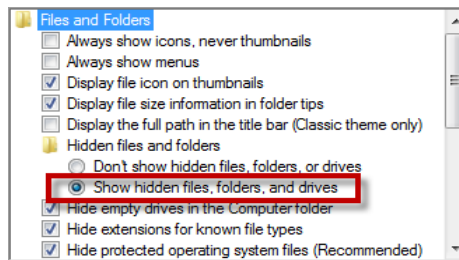 Files and Folders
Always show icons, never thumbnails
Always show menus
Display file icon on thumbnails
Display file size information in folder tips
Display the full path in the title bar (Classic theme only)
Hidden files and folders
Don't show hidden files, folders, or drives
Show hidden files, folders, and drives
Hide empty drives in the Computer folder
Hide extensions for known file types
Hide protected operating system files (Recommended)